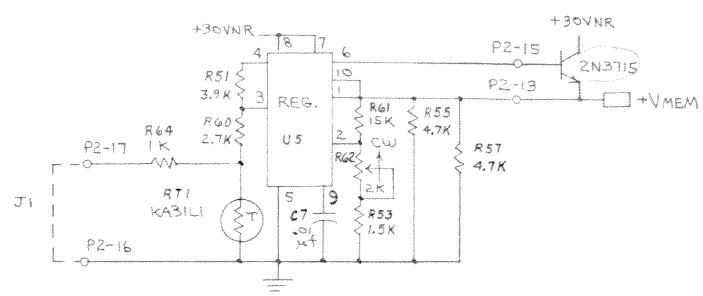 +30VNR
+30VNR
8
7
4
6
P2-15
2N3715
R51
3.9K
10
P2-13
1
+VMEM
3
REG.
R61
15K
R55
4.7K
R60
2.7K
R64
1K
U5
2
CW
R62
R57
4.7K
P2-17
2K
J1
RT1
KA31L1
T
5
9
C7
.01
μf
R53
1.5K
P2-16